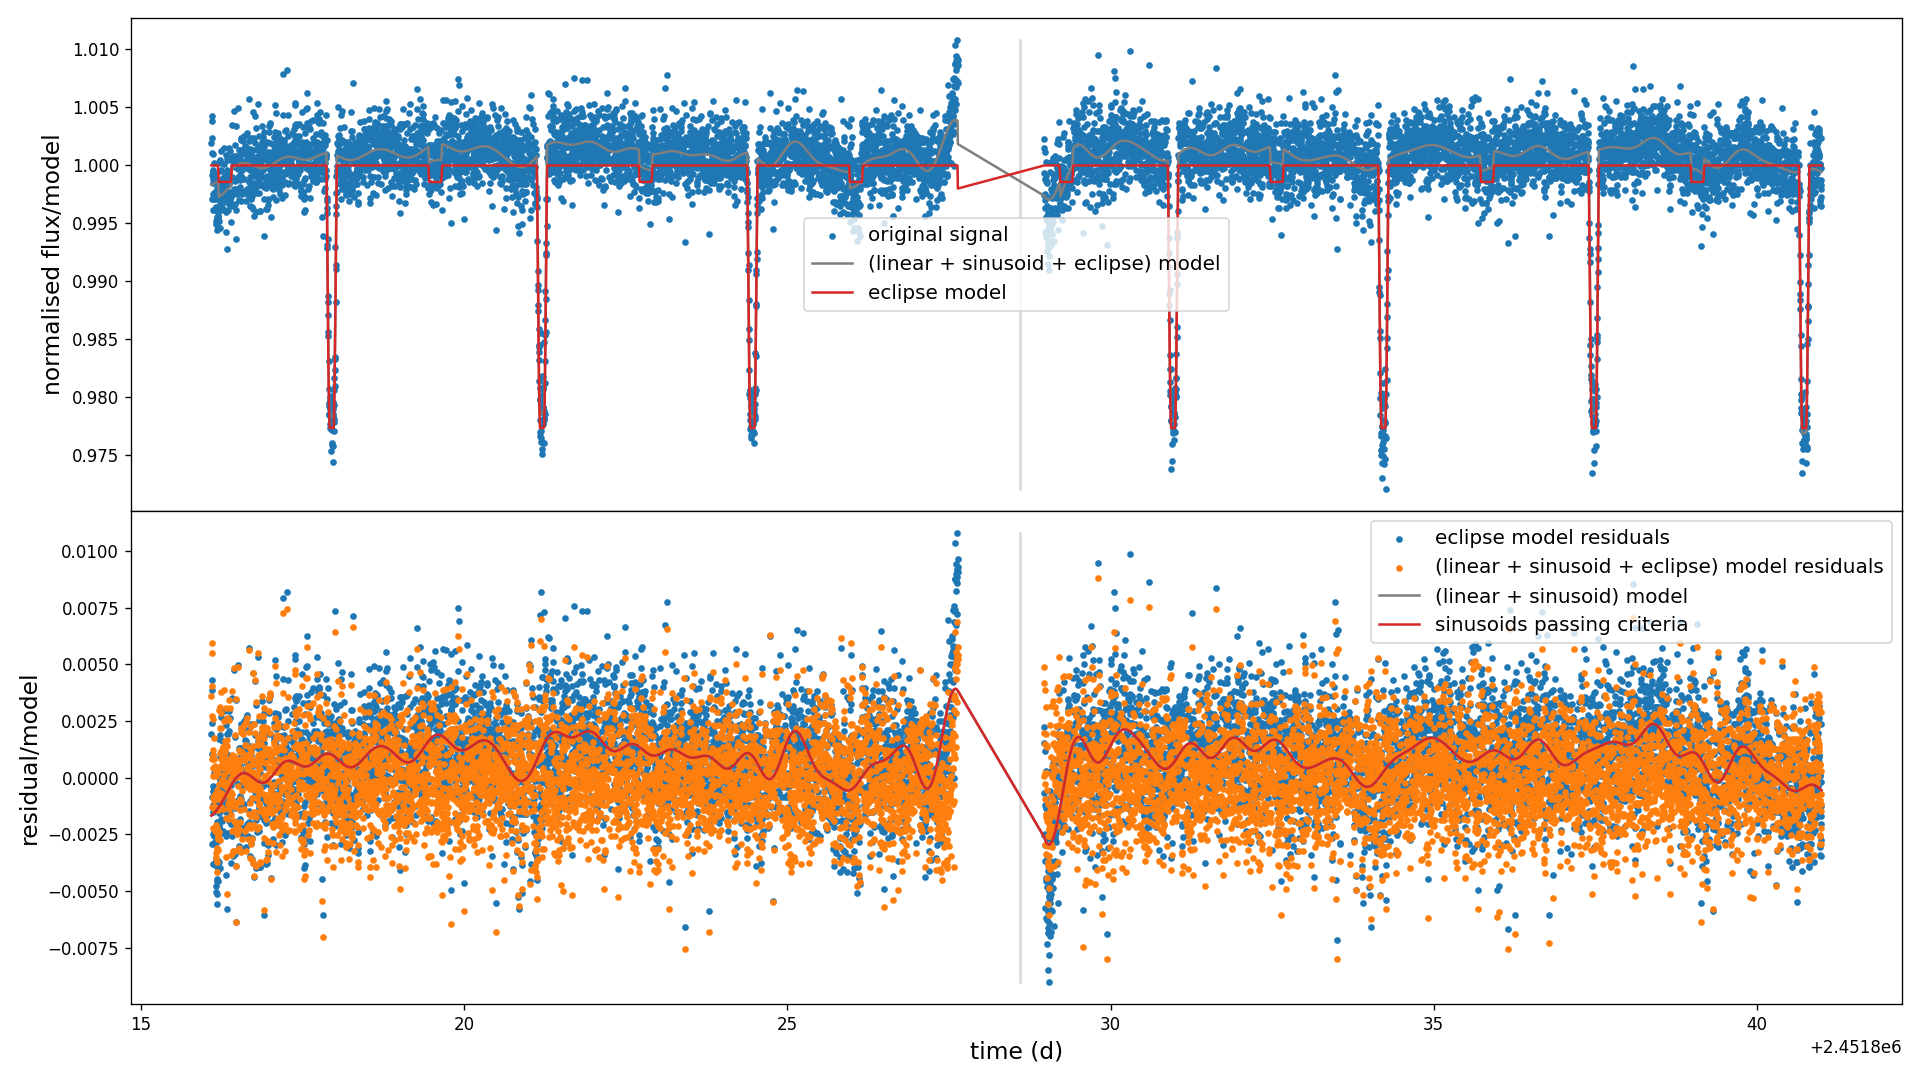 1.010
1.005
1.000
0.995
0.990
0.985
0.980
0.975
normalised flux/model
original signal
(linear + sinusoid + eclipse) model
eclipse model
0.0100
0.0075
0.0050
0.0025
0.0000
−0.0025
−0.0050
−0.0075
residual/model
eclipse model residuals
(linear + sinusoid + eclipse) model residuals
(linear + sinusoid) model
sinusoids passing criteria
15 20 25 30 35 40
time (d)
+2.4518e6